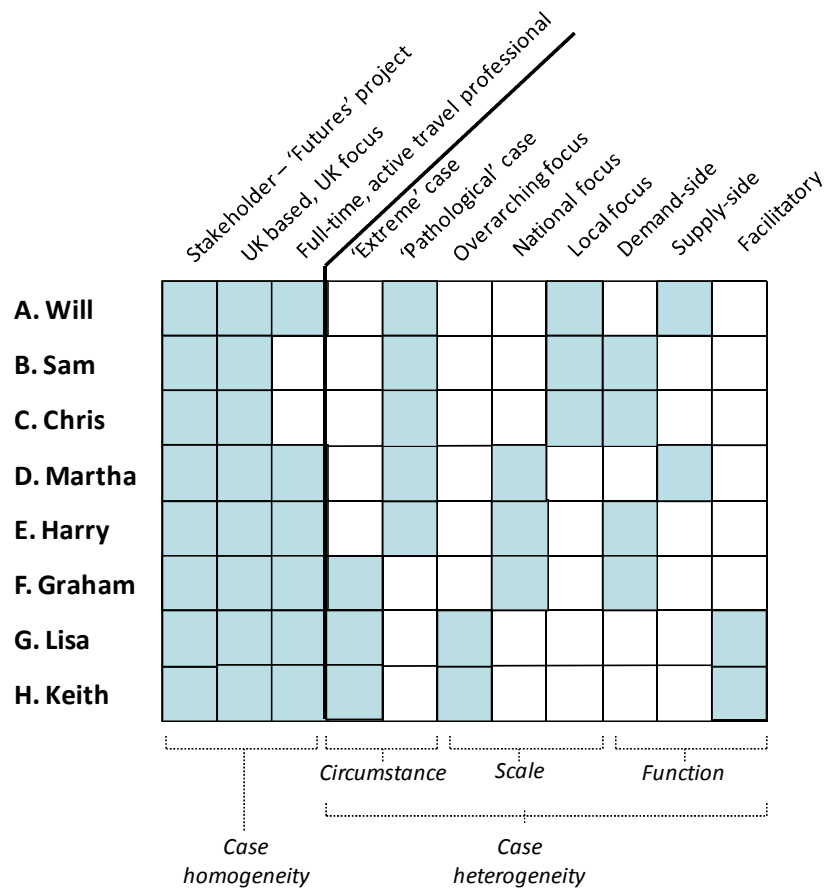 Stakeholder – ‘Futures’ project
UK based, UK focus
Full-time, active travel professional
‘Extreme’ case
‘Pathological’ case
Overarching focus
National focus
Local focus
Demand-side
Supply-side
Facilitatory
A. Will
B. Sam
C. Chris
D. Martha
E. Harry
F. Graham
G. Lisa
H. Keith
Circumstance
Scale
Function
Case
homogeneity
Case
heterogeneity